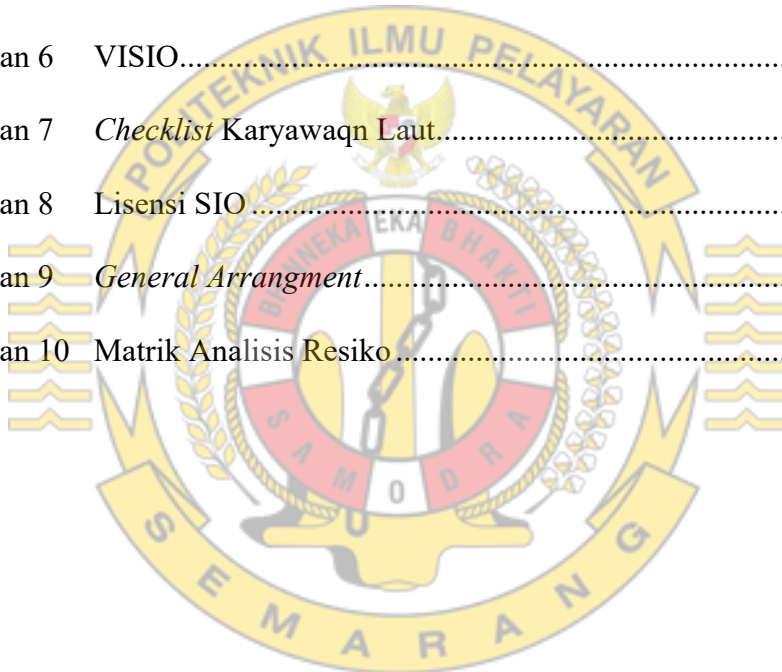 an 6 VISIO..........................................................................
an 7 Checklist Karyawaqn Laut..........................................
an 8 Lisensi SIO.................................................................
an 9 General Arrangment...................................................
an 10 Matrik Analisis Resiko...............................................
POLITEKNIK ILMU PELAYARAN
BHINNEKA EKA BHAKTI
SAMODRA
0
SEMARANG